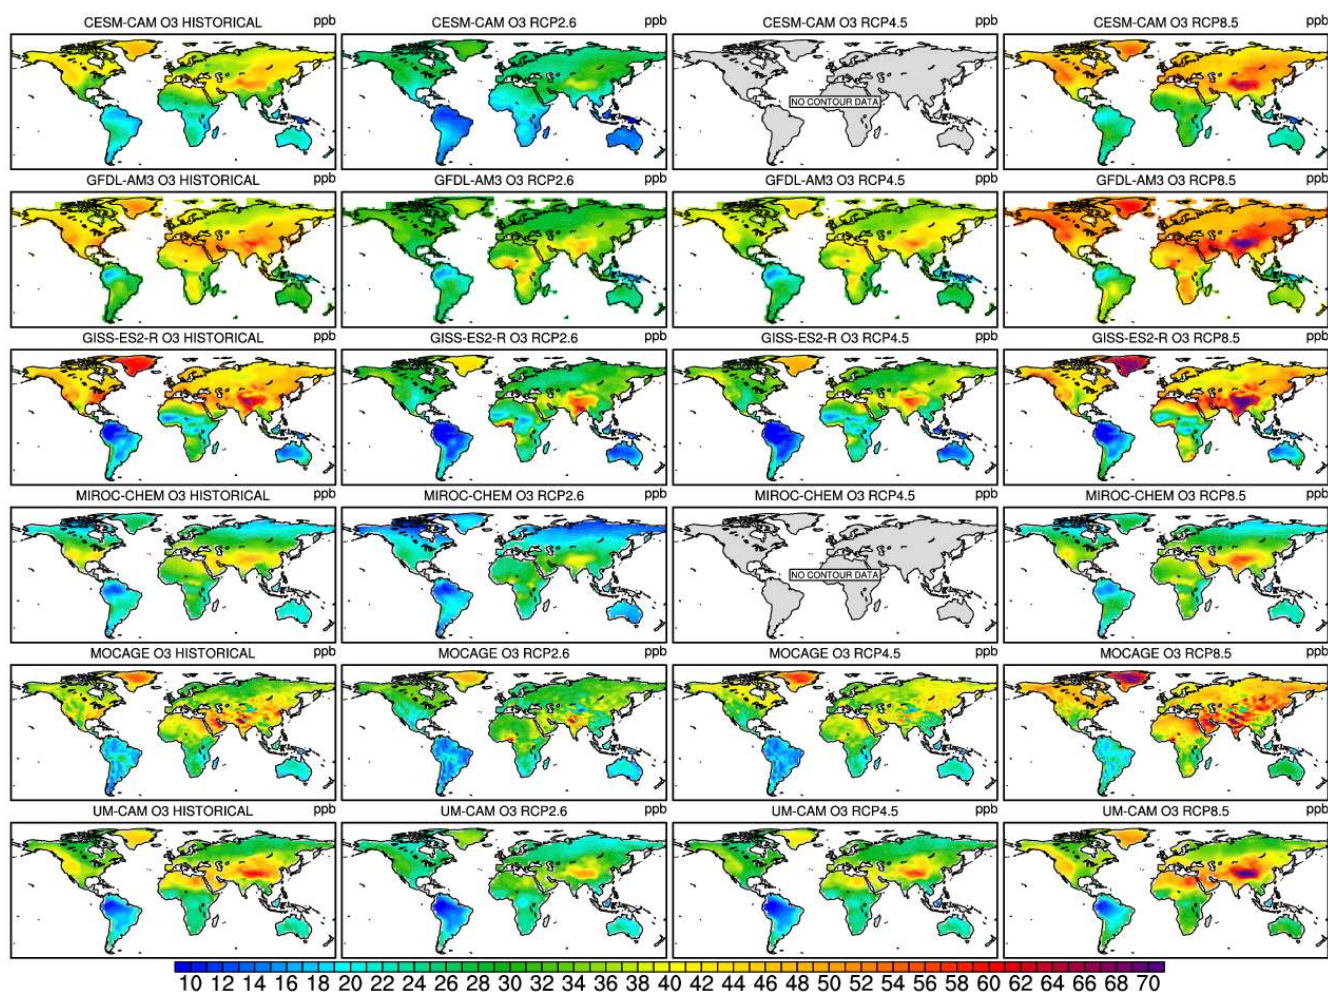 CESM-CAM O3 HISTORICAL ppb CESM-CAM O3 RCP2.6 ppb CESM-CAM O3 RCP4.5 ppb CESM-CAM O3 RCP8.5 ppb
NO CONTOUR DATA
GFDL-AM3 O3 HISTORICAL ppb GFDL-AM3 O3 RCP2.6 ppb GFDL-AM3 O3 RCP4.5 ppb GFDL-AM3 O3 RCP8.5 ppb
GISS-ES2-R O3 HISTORICAL ppb GISS-ES2-R O3 RCP2.6 ppb GISS-ES2-R O3 RCP4.5 ppb GISS-ES2-R O3 RCP8.5 ppb
MIROC-CHEM O3 HISTORICAL ppb MIROC-CHEM O3 RCP2.6 ppb MIROC-CHEM O3 RCP4.5 ppb MIROC-CHEM O3 RCP8.5 ppb
NO CONTOUR DATA
MOCAGE O3 HISTORICAL ppb MOCAGE O3 RCP2.6 ppb MOCAGE O3 RCP4.5 ppb MOCAGE O3 RCP8.5 ppb
UM-CAM O3 HISTORICAL ppb UM-CAM O3 RCP2.6 ppb UM-CAM O3 RCP4.5 ppb UM-CAM O3 RCP8.5 ppb
10 12 14 16 18 20 22 24 26 28 30 32 34 36 38 40 42 44 46 48 50 52 54 56 58 60 62 64 66 68 70